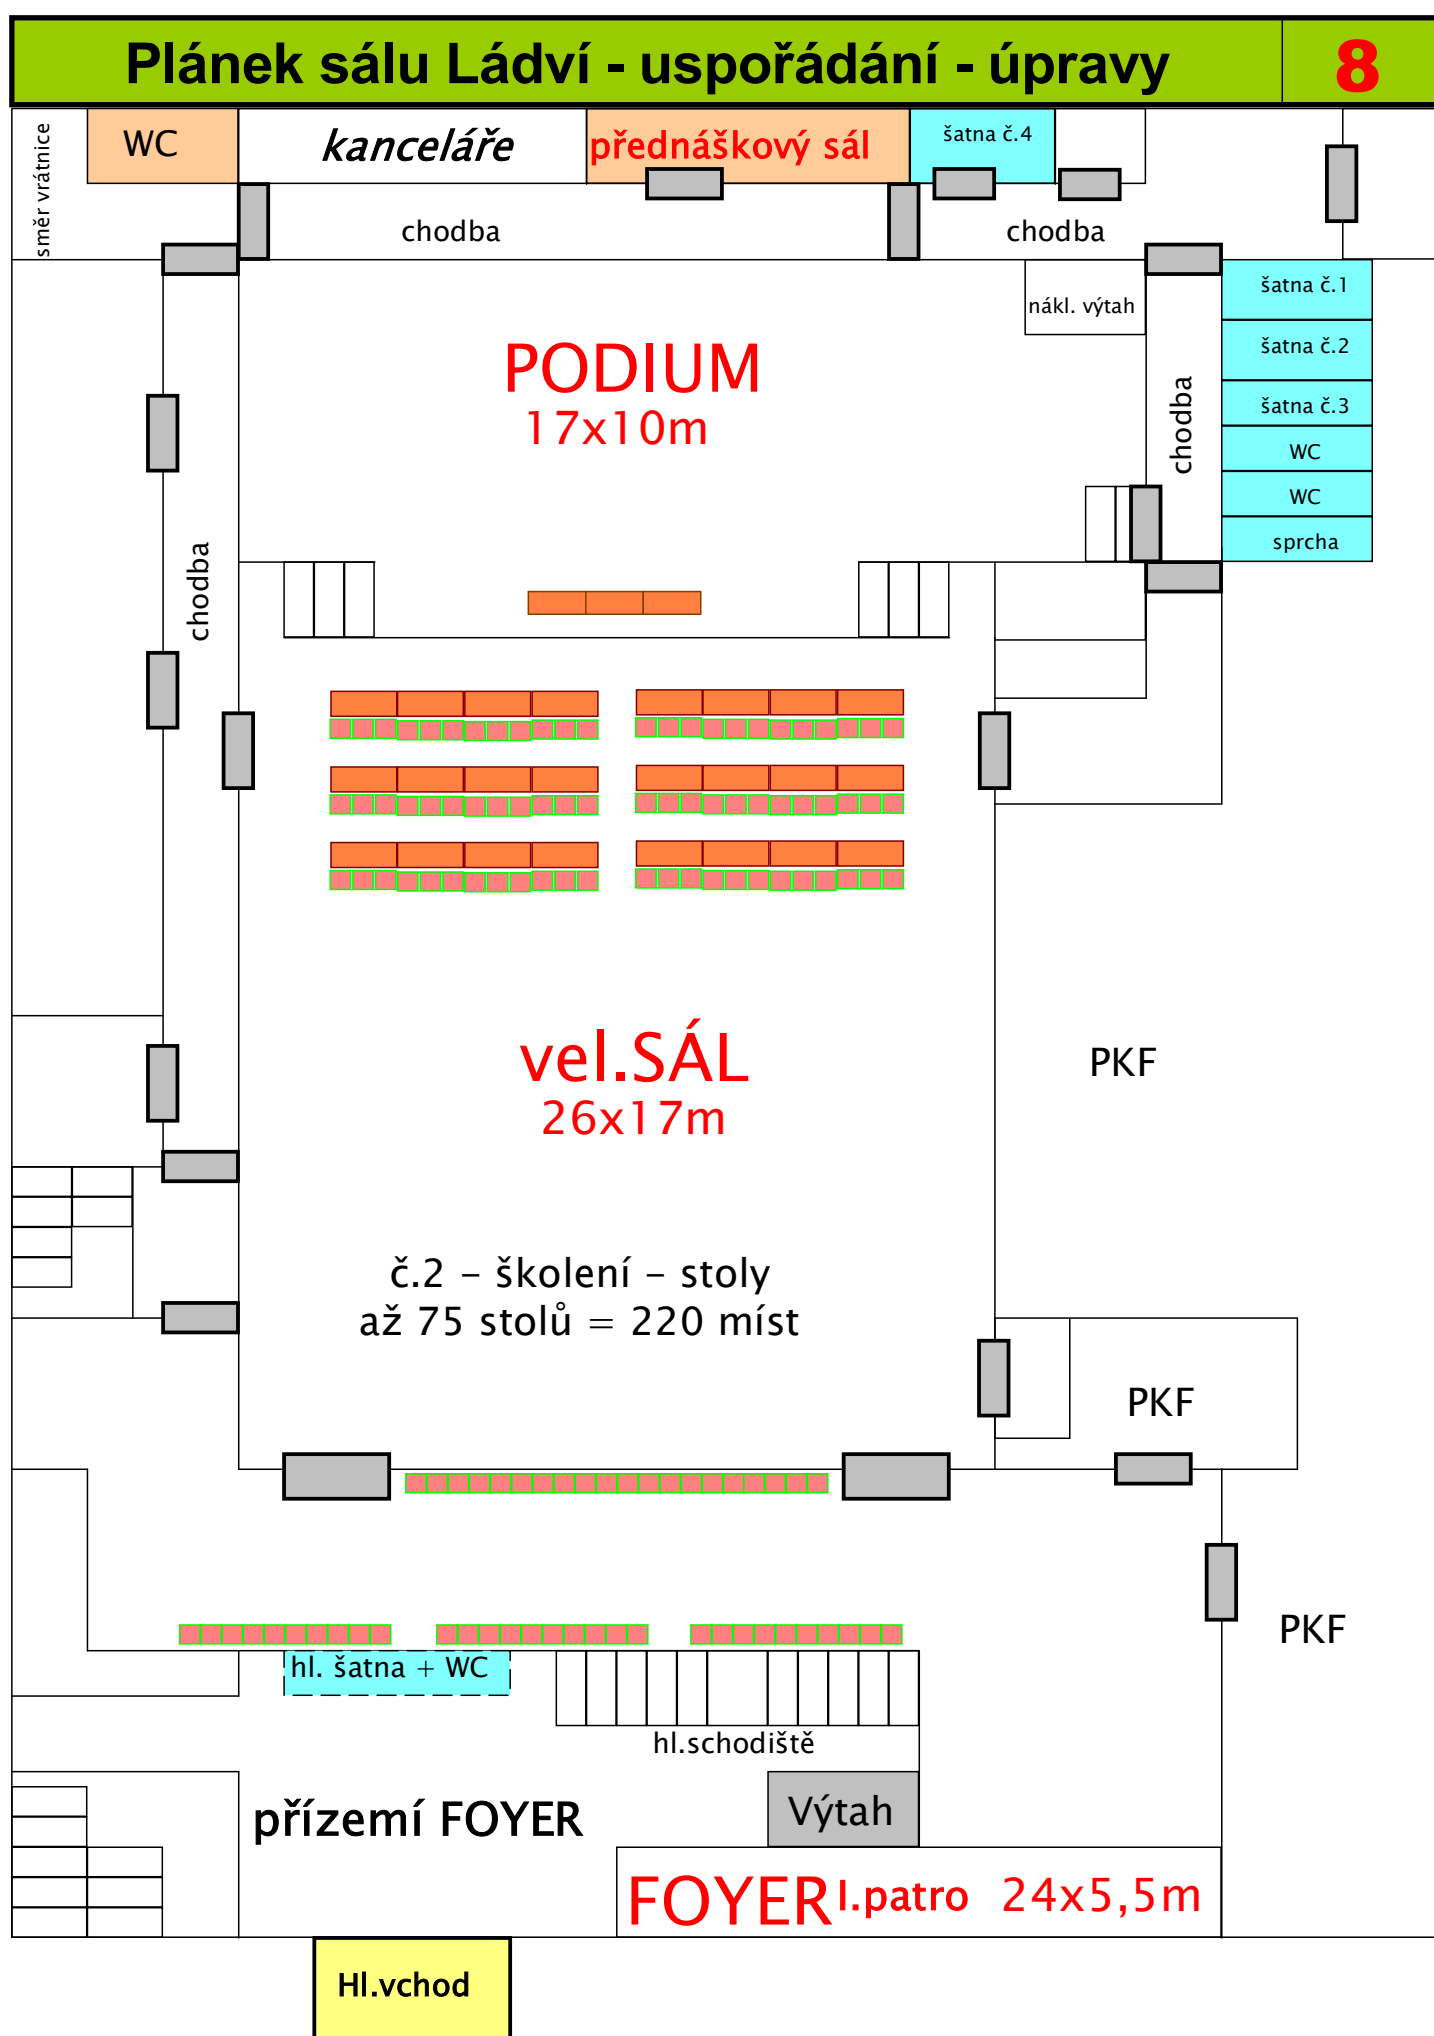 Plánek sálu Ládví - uspořádání - úpravy
8
směr vrátnice
WC
kanceláře
přednáškový sál
šatna č.4
chodba
chodba
nákl. výtah
šatna č.1
šatna č.2
šatna č.3
WC
WC
sprcha
chodba
PODIUM
17x10m
chodba
vel.SÁL
26x17m
PKF
č.2 – školení – stoly
až 75 stolů = 220 míst
PKF
PKF
hl. šatna + WC
hl.schodiště
přízemí FOYER
Výtah
FOYER I.patro 24x5,5m
Hl.vchod